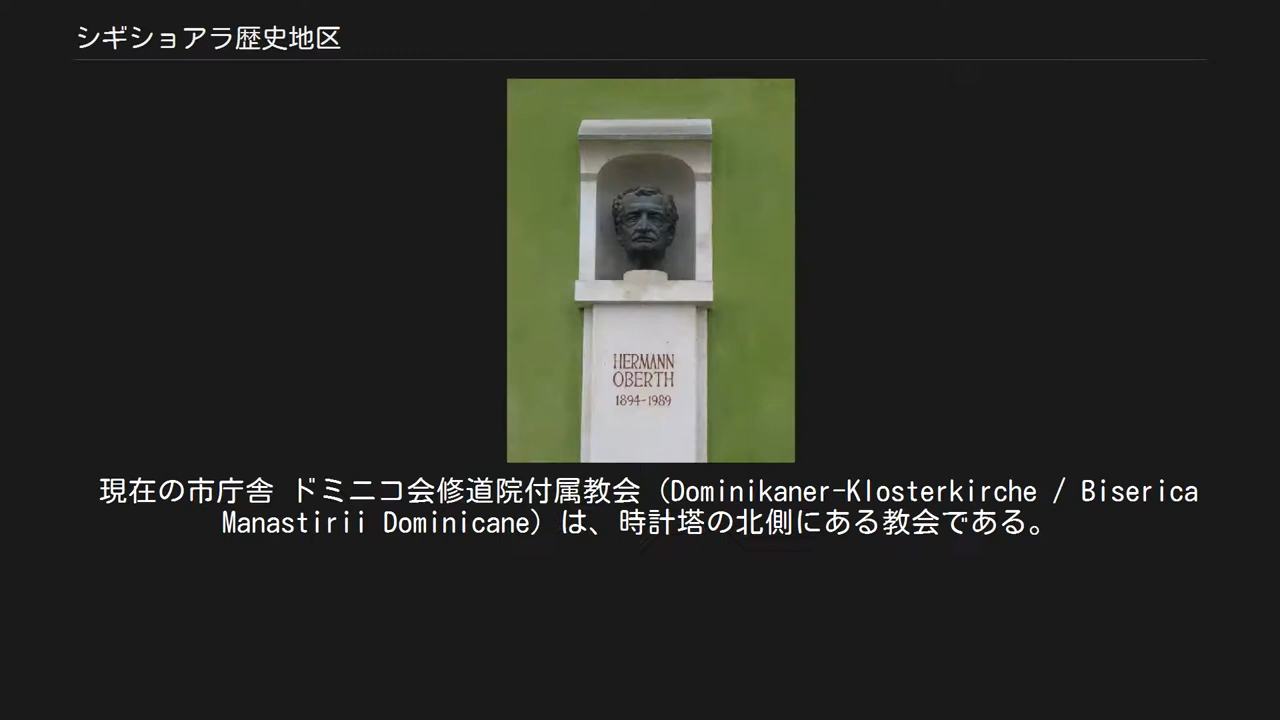 シギショアラ歴史地区
HERMANN
OBERTH
1894-1989
現在の市庁舎 ドミニコ会修道院付属教会（Dominikaner-Klosterkirche / Biserica
Manastirii Dominicane）は、時計塔の北側にある教会である。